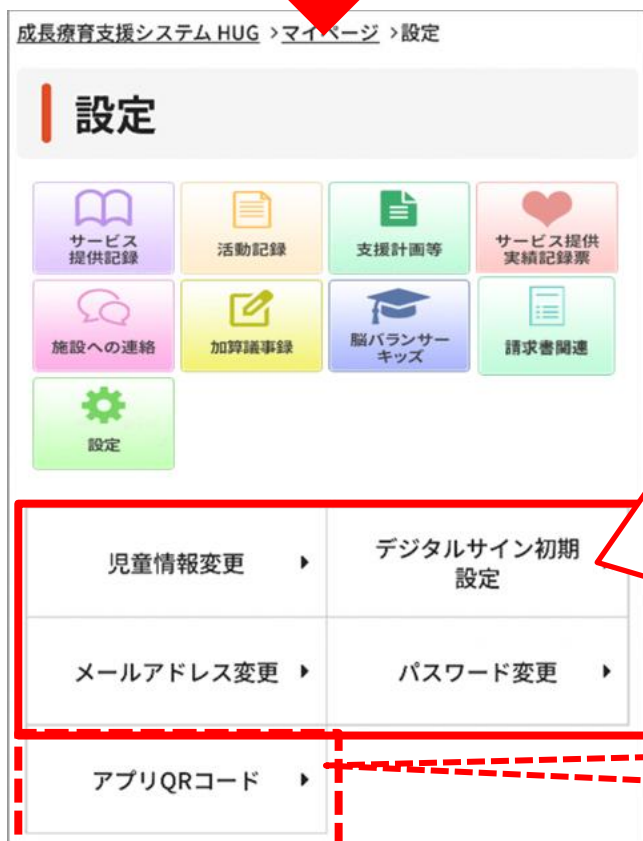 成長療育支援システム HUG >マイページ >設定
設定
サービス
提供記録
活動記録
支援計画等
サービス提供
実績記録票
施設への連絡
加算議事録
脳バランサー
キッズ
請求書関連
設定
児童情報変更
デジタルサイン初期
設定
メールアドレス変更
パスワード変更
アプリQRコード